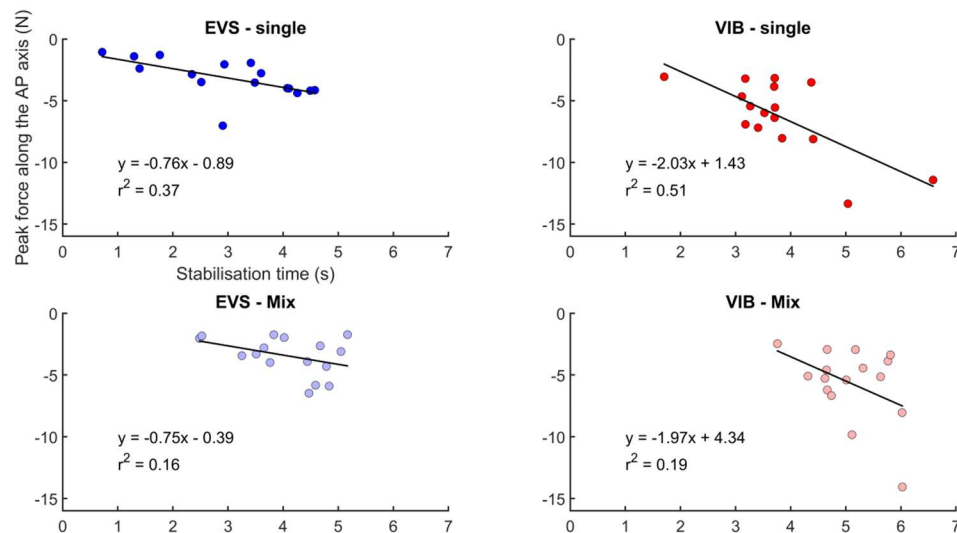 EVS - single
Peak force along the AP axis (N)
0
-5
-10
-15
y = -0.76x - 0.89
r² = 0.37
0 1 2 3 4 5 6 7
Stabilisation time (s)
VIB - single
0
-5
-10
-15
y = -2.03x + 1.43
r² = 0.51
0 1 2 3 4 5 6 7
EVS - Mix
0
-5
-10
-15
y = -0.75x - 0.39
r² = 0.16
0 1 2 3 4 5 6 7
VIB - Mix
0
-5
-10
-15
y = -1.97x + 4.34
r² = 0.19
0 1 2 3 4 5 6 7